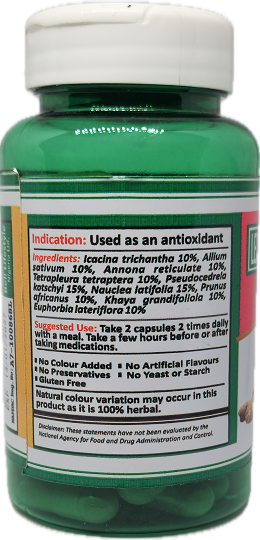 Indication: Used as an antioxidant
Ingredients: Icacina trichantha 10%, Allium
sativum 10%, Annona reticulate 10%,
Tetrapleura tetraptera 10%, Pseudocedrela
kotschyi 15%, Nauclea latifolia 15%, Prunus
africanus 10%, Khaya grandifoliola 10%,
Euphorbia lateriflora 10%
Suggested Use: Take 2 capsules 2 times daily
with a meal. Take a few hours before or after
taking medications.
▪ No Colour Added ▪ No Artificial Flavours
▪ No Preservatives ▪ No Yeast or Starch
▪ Gluten Free
Natural colour variation may occur in this
product as it is 100% herbal.
Disclaimer: These statements have not been evaluated by the
National Agency for Food and Drug Administration and Control.